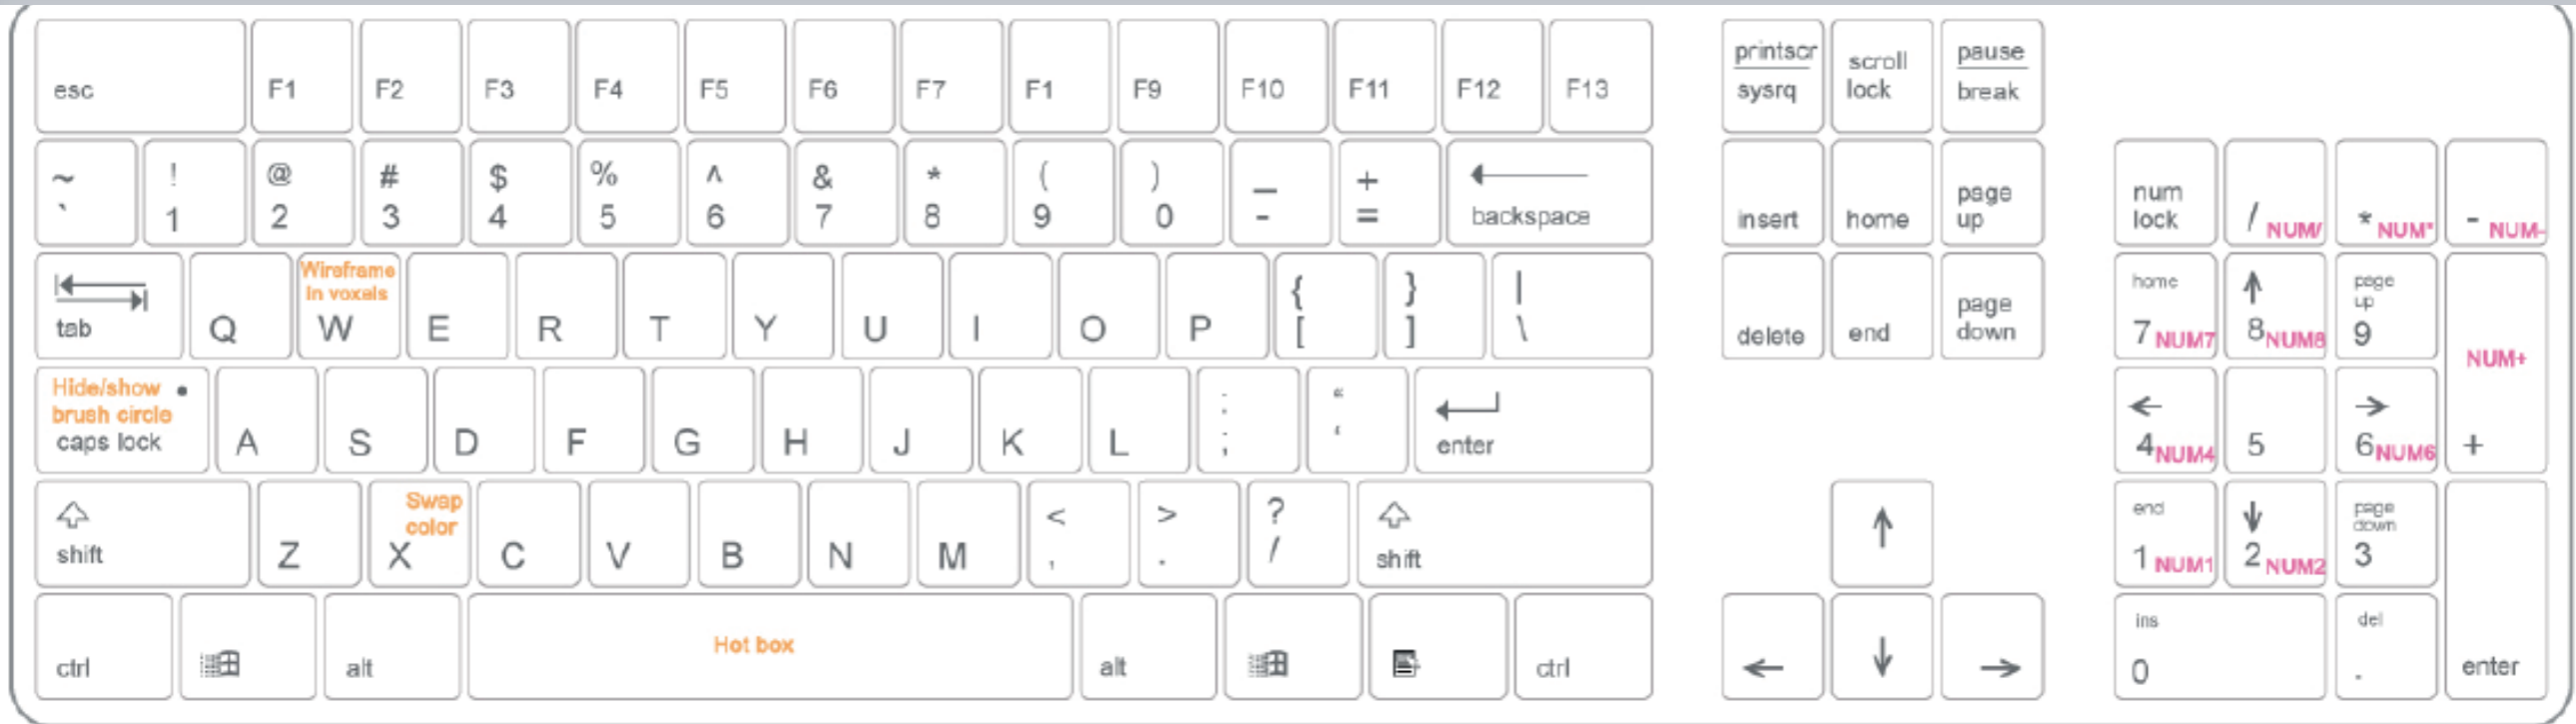 esc F1 F2 F3 F4 F5 F6 F7 F1 F9 F10 F11 F12 F13
printscr
sysrq
scroll
lock
pause
break
~ ! @ # $ % ^ & * ( ) _ +
` 1 2 3 4 5 6 7 8 9 0 - =
backspace
insert
home
page
up
num
lock
/ NUM/
* NUM*
- NUM-
tab
Q
Wireframe
in voxels
W
E R T Y U I O P
{ } |
[ ] \
delete
end
page
down
home
7 NUM7
8 NUM8
page
up
9
NUM+
+
Hide/show
brush circle
caps lock
A S D F G H J K L
:
;
“
‘
enter
4 NUM4
5
6 NUM6
shift
Z
Swap
color
X
C V B N M
< > ?
, . /
shift
end
1 NUM1
2 NUM2
page
down
3
ctrl
alt
Hot box
alt
ctrl
ins
0
del
.
enter